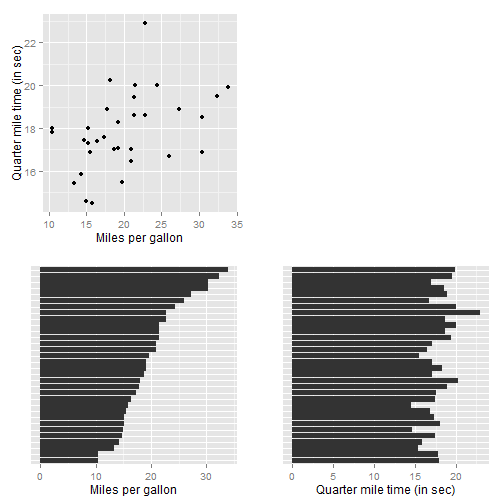 Quarter mile time (in sec)
22
20
18
16
10 15 20 25 30 35
Miles per gallon
0 10 20 30
Miles per gallon
0 5 10 15 20
Quarter mile time (in sec)